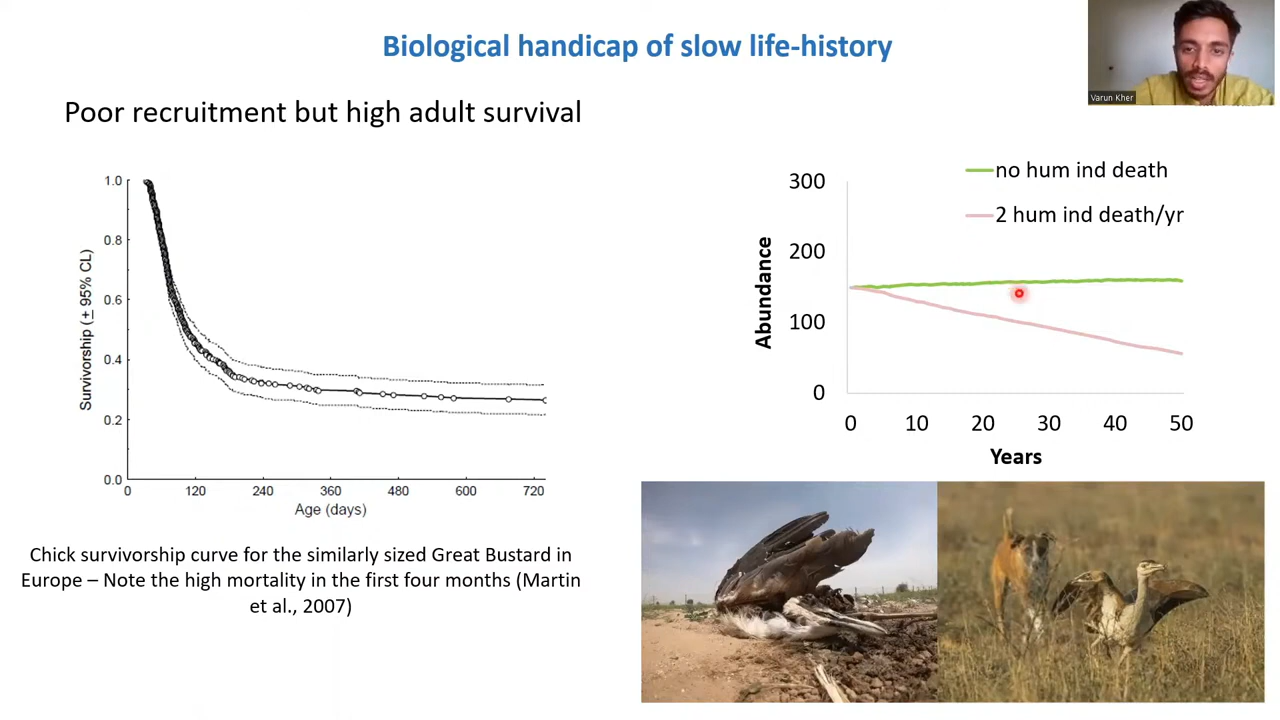 Biological handicap of slow life-history
Varun Kher
Poor recruitment but high adult survival
1.0
0.8
0.6
0.4
0.2
0.0
Survivorship (± 95% CL)
0 120 240 360 480 600 720
Age (days)
Chick survivorship curve for the similarly sized Great Bustard in
Europe – Note the high mortality in the first four months (Martin
et al., 2007)
no hum ind death
2 hum ind death/yr
300
200
100
0
Abundance
0 10 20 30 40 50
Years